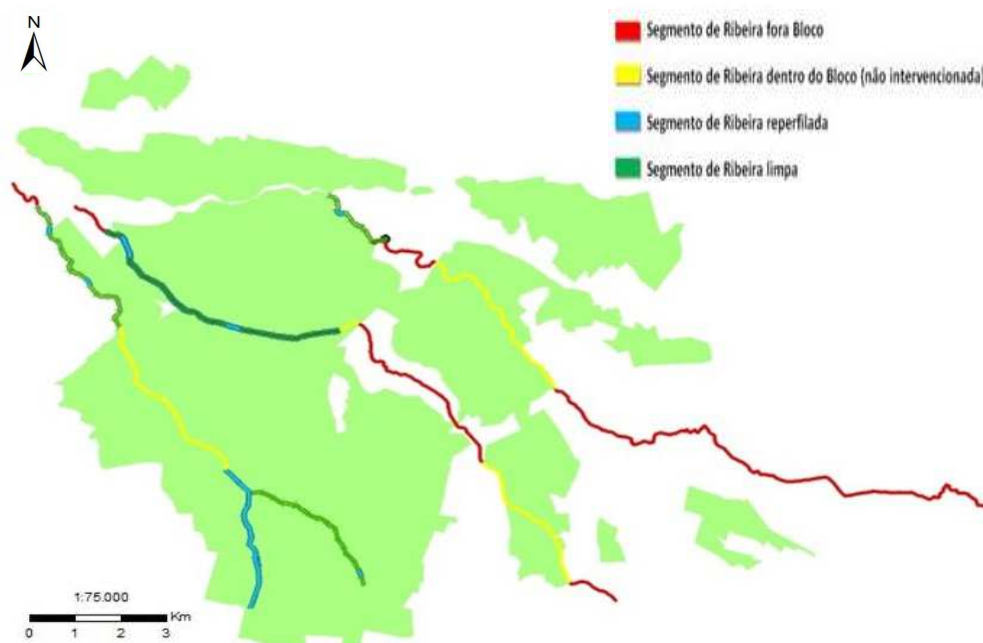 N
Segmento de Ribeira fora Bloco
Segmento de Ribeira dentro do Bloco (não intervencionada)
Segmento de Ribeira reperfilada
Segmento de Ribeira limpa
1:75.000
Km
0 1 2 3